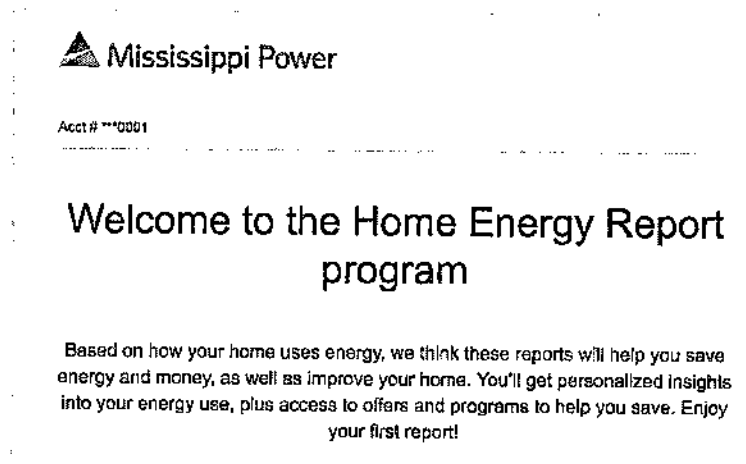 Mississippi Power
Acct # ***0001
Welcome to the Home Energy Report
program
Based on how your home uses energy, we think these reports will help you save
energy and money, as well as improve your home. You'll get personalized insights
into your energy use, plus access to offers and programs to help you save. Enjoy
your first report!